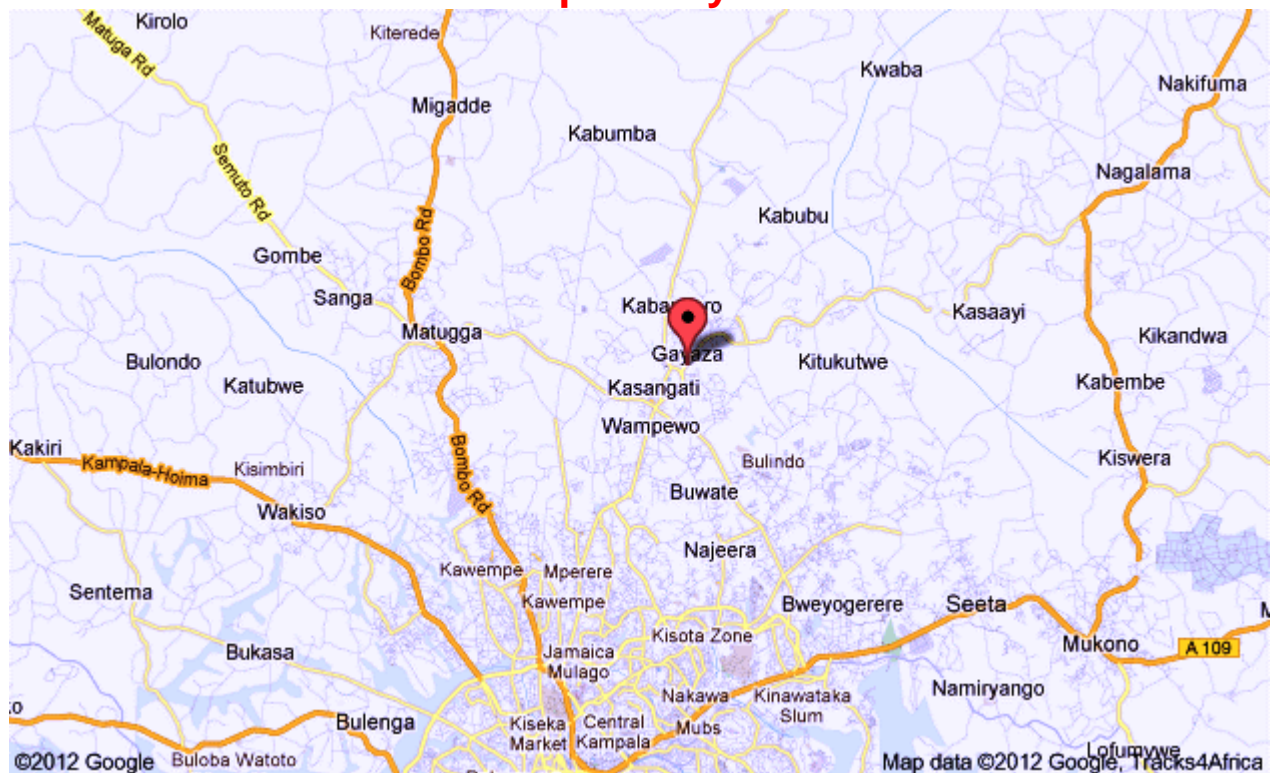 Kirolo
Matuga Rd
Kiterede
Kwaba
Nakifuma
Migadde
Kabumba
Semuto Rd
Nagalama
Bombo Rd
Kabubu
Gombe
Sanga
Kasaayi
Matugga
Kikandwa
Gayaza
Bulondo
Kitukutwe
Katubwe
Kasangati
Kabembe
Wampewo
Kakiri
Kampala-Hoima
Kisimbiri
Bombo Rd
Bulindo
Kiswera
Buwate
Wakiso
Najeera
Kawempe
Mperere
Sentema
Kawempe
Bweyogerere
Seeta
Kisota Zone
Mukono
A 109
Bukasa
Jamaica
Mulago
Nakawa
Kinawataka
Slum
Namiryango
Bulenga
Kiseka
Market
Central
Kampala
Mubs
Lofumvwe
©2012 Google
Buloba Watoto
Map data ©2012 Google, Tracks4Africa